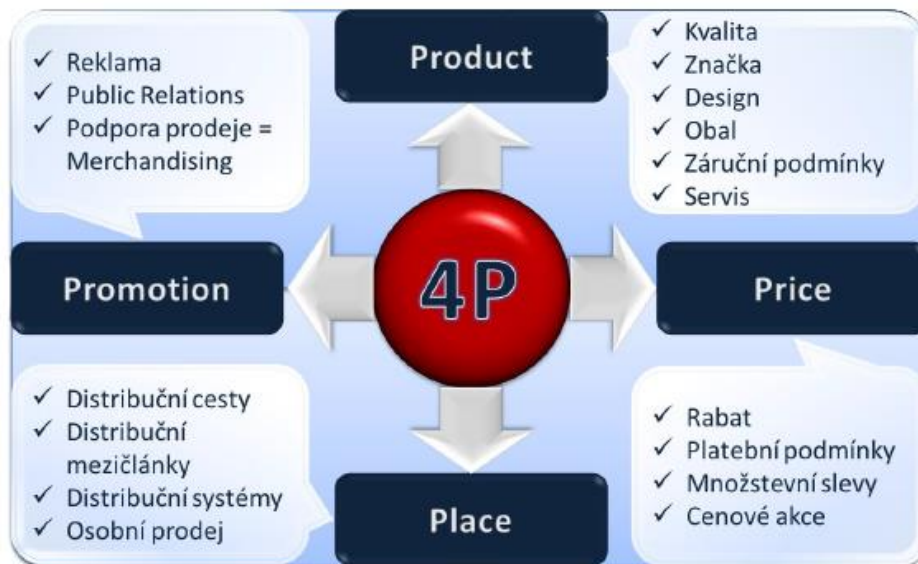 Reklama
Public Relations
Podpora prodeje =
Merchandising
Product
Kvalita
Značka
Design
Obal
Záruční podmínky
Servis
Promotion
4P
Price
Distribuční cesty
Distribuční
mezičlánky
Distribuční systémy
Osobní prodej
Place
Rabat
Platební podmínky
Množstevní slevy
Cenové akce